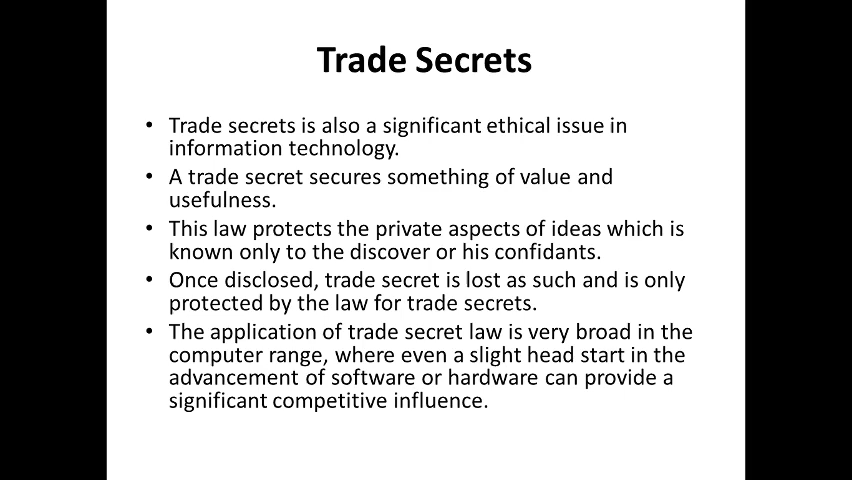 Trade Secrets
• Trade secrets is also a significant ethical issue in
information technology.
• A trade secret secures something of value and
usefulness.
• This law protects the private aspects of ideas which is
known only to the discover or his confidants.
• Once disclosed, trade secret is lost as such and is only
protected by the law for trade secrets.
• The application of trade secret law is very broad in the
computer range, where even a slight head start in the
advancement of software or hardware can provide a
significant competitive influence.